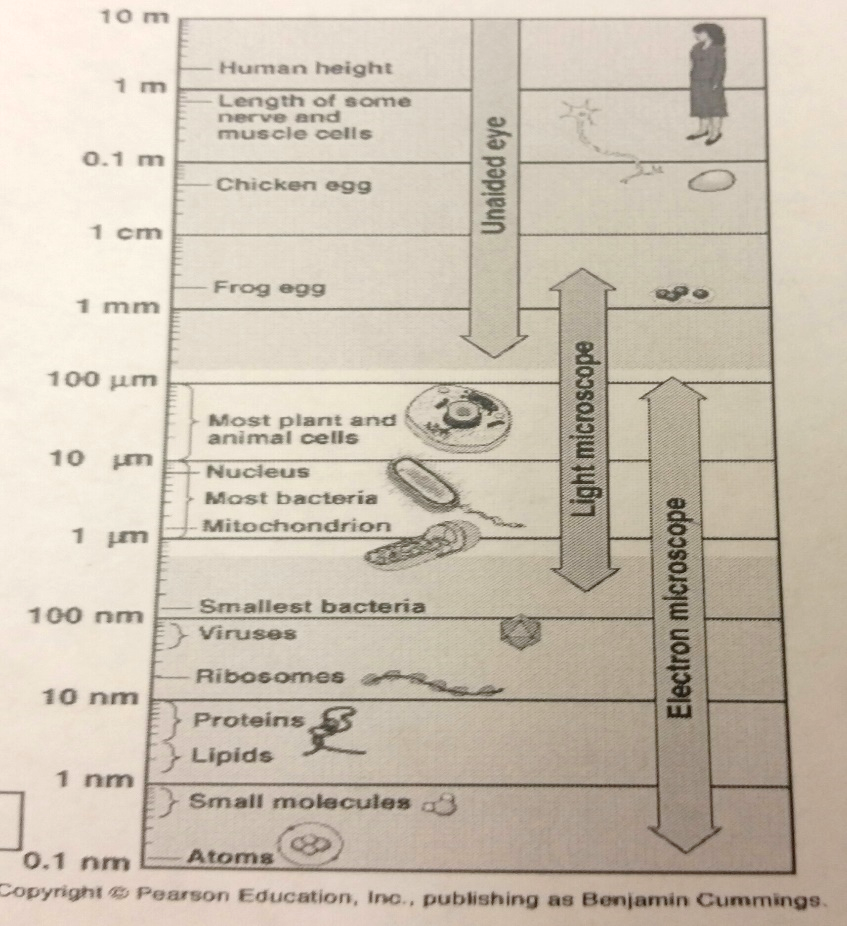 10 m
Human height
1 m
Length of some
nerve and
muscle cells
0.1 m
Chicken egg
1 cm
Frog egg
1 mm
100 µm
Most plant and
animal cells
10 µm
Nucleus
Most bacteria
Mitochondrion
1 µm
Smallest bacteria
100 nm
Viruses
Ribosomes
10 nm
Proteins
Lipids
1 nm
Small molecules
Atoms
0.1 nm
Unaided eye
Light microscope
Electron microscope
Copyright © Pearson Education, Inc., publishing as Benjamin Cummings.